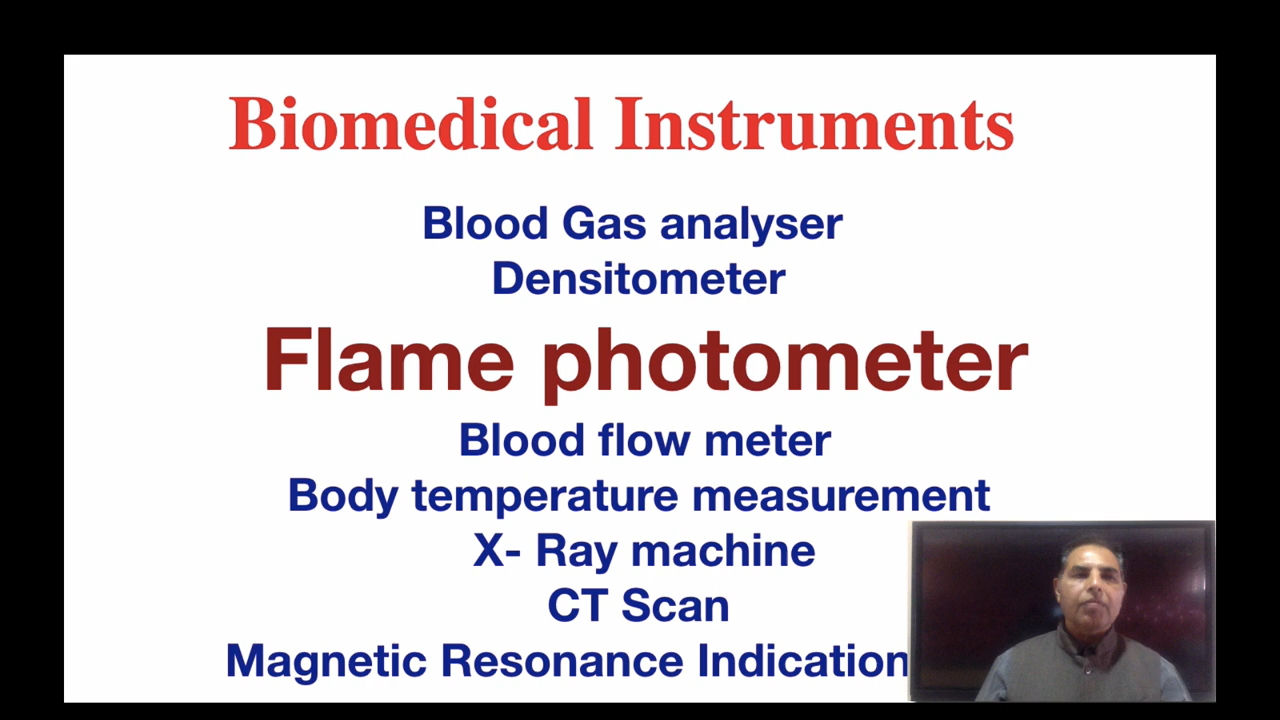 Biomedical Instruments
Blood Gas analyser
Densitometer
Flame photometer
Blood flow meter
Body temperature measurement
X- Ray machine
CT Scan
Magnetic Resonance Indication